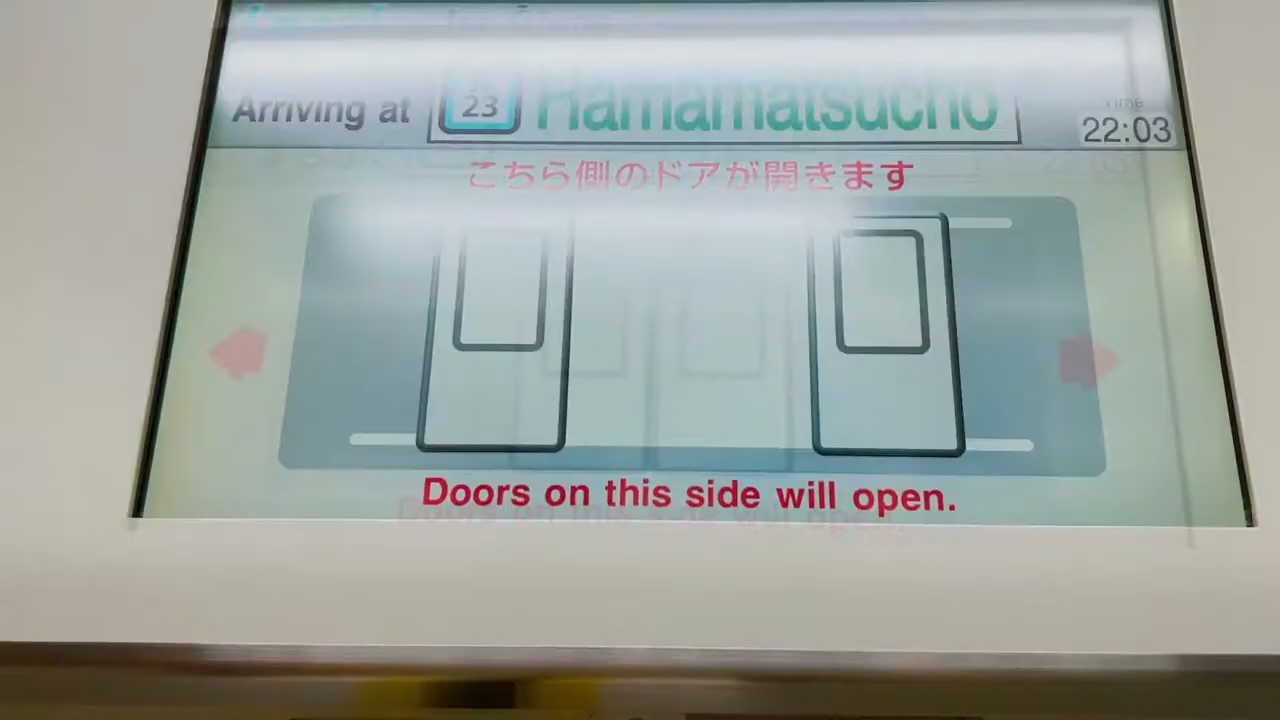 Arriving at 23 Hamamatsucho
Time
22:03
こちら側のドアが開きます
Doors on this side will open.